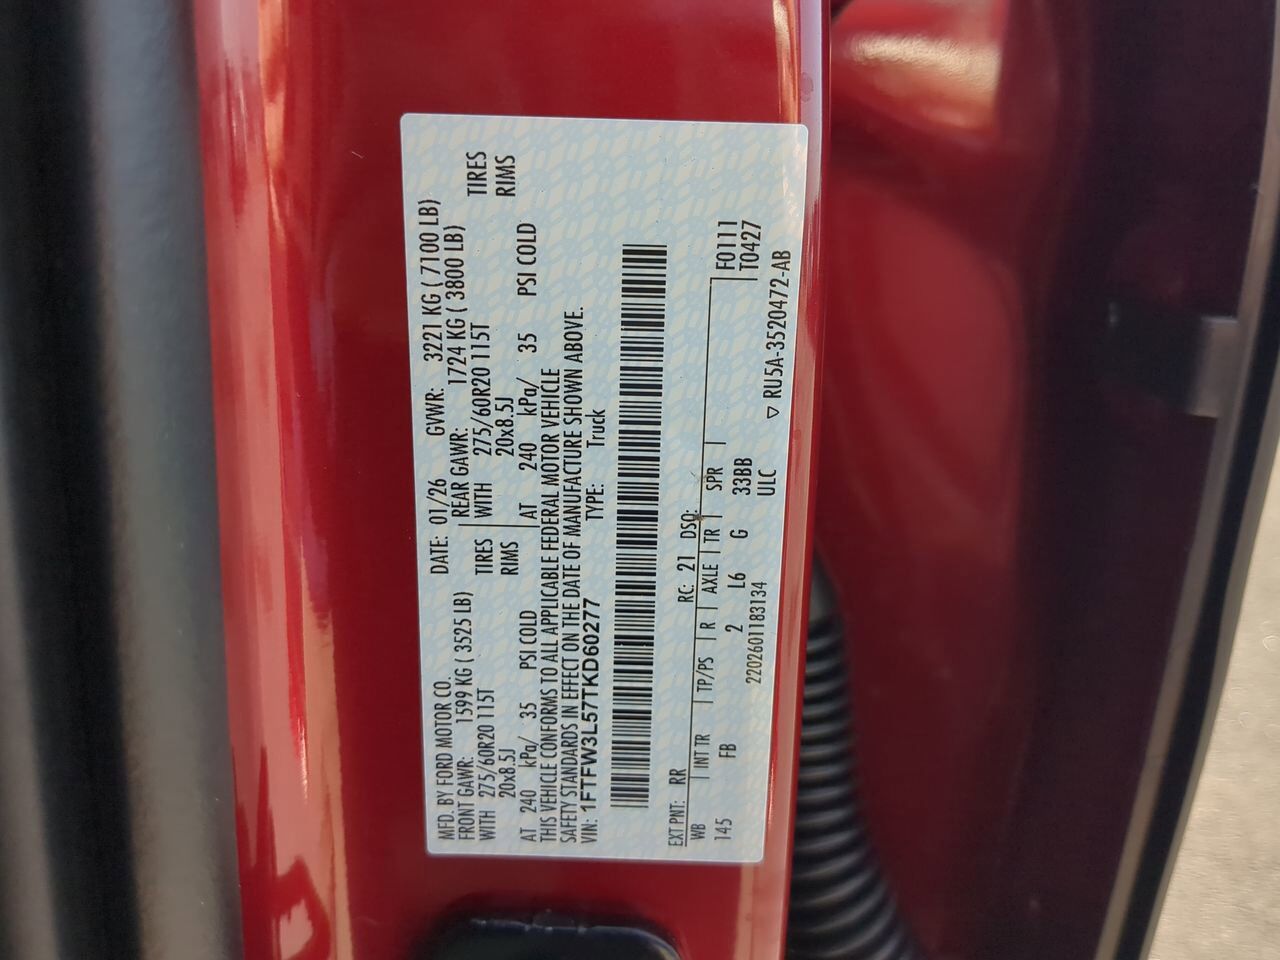 MFD. BY FORD MOTOR CO. DATE: 01/26 GVWR: 3221 KG ( 7100 LB)
FRONT GAWR: 1599 KG ( 3525 LB) REAR GAWR: 1724 KG ( 3800 LB)
WITH 275/60R20 115T TIRES WITH 275/60R20 115T TIRES
20x8.5J RIMS 20x8.5J RIMS
AT 240 kPa/ 35 PSI COLD AT 240 kPa/ 35 PSI COLD
THIS VEHICLE CONFORMS TO ALL APPLICABLE FEDERAL MOTOR VEHICLE
SAFETY STANDARDS IN EFFECT ON THE DATE OF MANUFACTURE SHOWN ABOVE.
VIN: 1FTFW3L57TKD60277 TYPE: Truck
EXT PNT: RR RC: 21 DSO:
WB INT TR TP/PS R AXLE TR SPR F0111
145 FB 2 L6 G 33BB T0427
2202601183134 ULC
▽ RU5A-3520472-AB